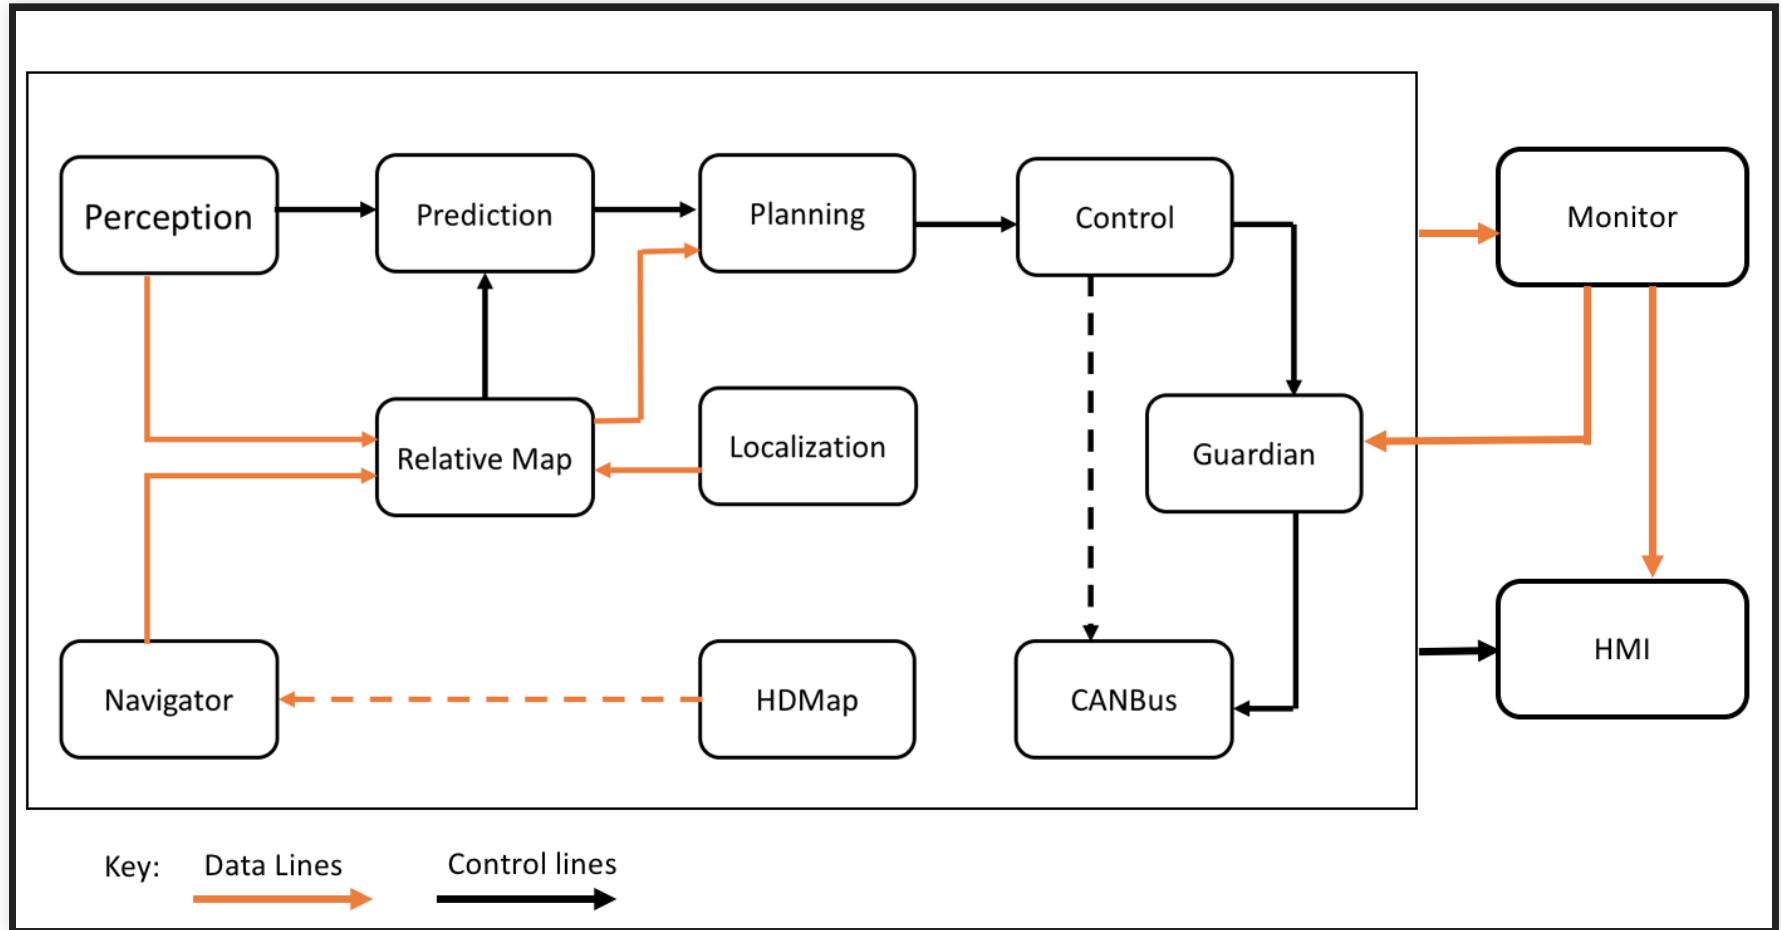 Perception
Prediction
Planning
Control
Monitor
Relative Map
Localization
Guardian
Navigator
HDMap
CANBus
HMI
Key:
Data Lines
Control lines